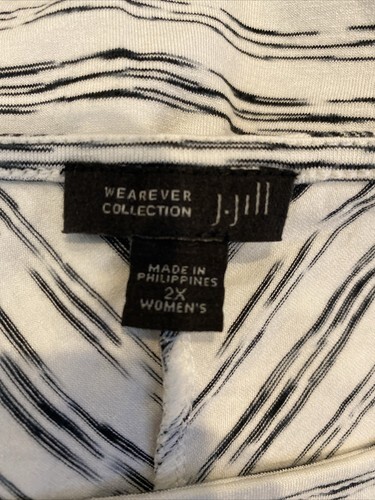 WEAREVER
COLLECTION
J.Jill
MADE IN
PHILIPPINES
2X
WOMEN'S